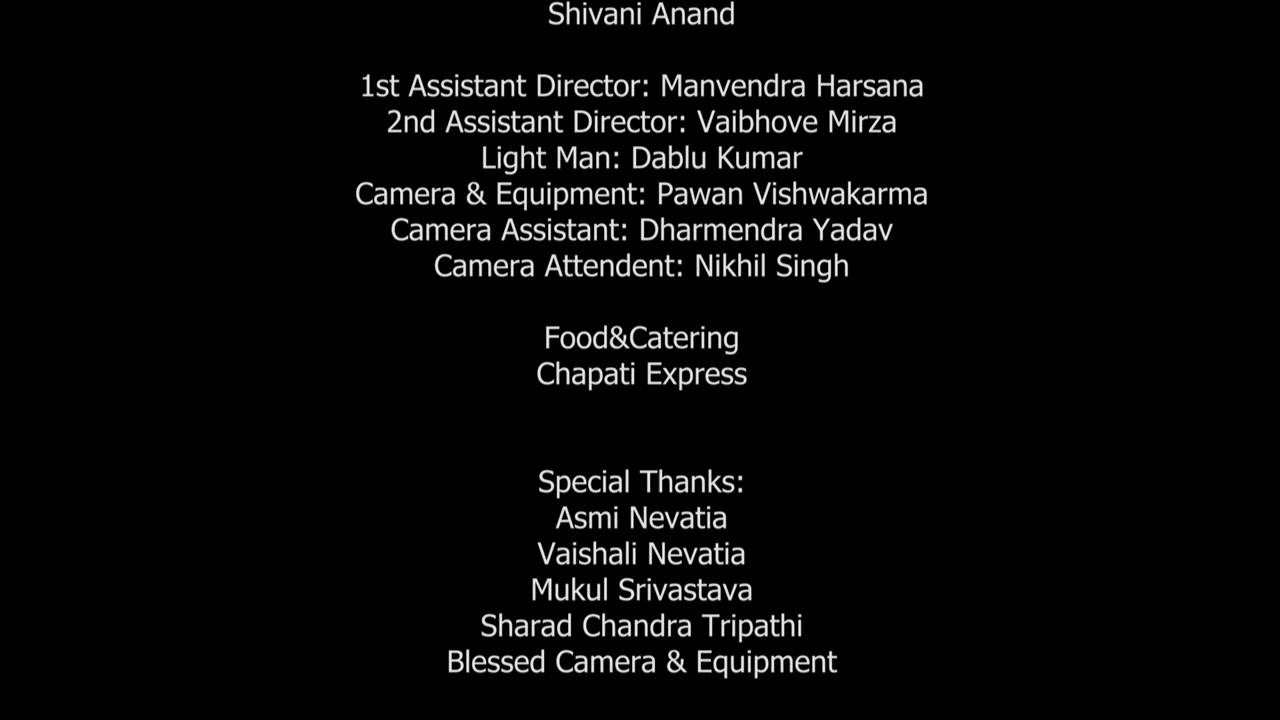 Shivani Anand
1st Assistant Director: Manvendra Harsana
2nd Assistant Director: Vaibhove Mirza
Light Man: Dablu Kumar
Camera & Equipment: Pawan Vishwakarma
Camera Assistant: Dharmendra Yadav
Camera Attendent: Nikhil Singh
Food&Catering
Chapati Express
Special Thanks:
Asmi Nevatia
Vaishali Nevatia
Mukul Srivastava
Sharad Chandra Tripathi
Blessed Camera & Equipment